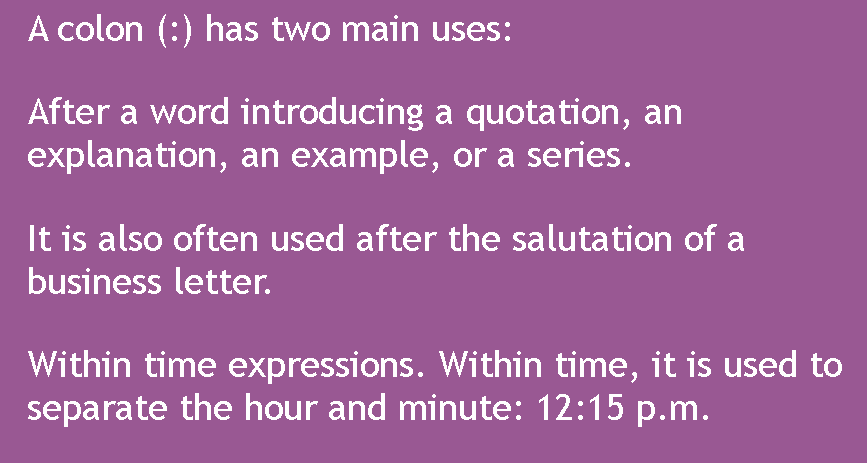 A colon (:) has two main uses:
After a word introducing a quotation, an
explanation, an example, or a series.
It is also often used after the salutation of a
business letter.
Within time expressions. Within time, it is used to
separate the hour and minute: 12:15 p.m.